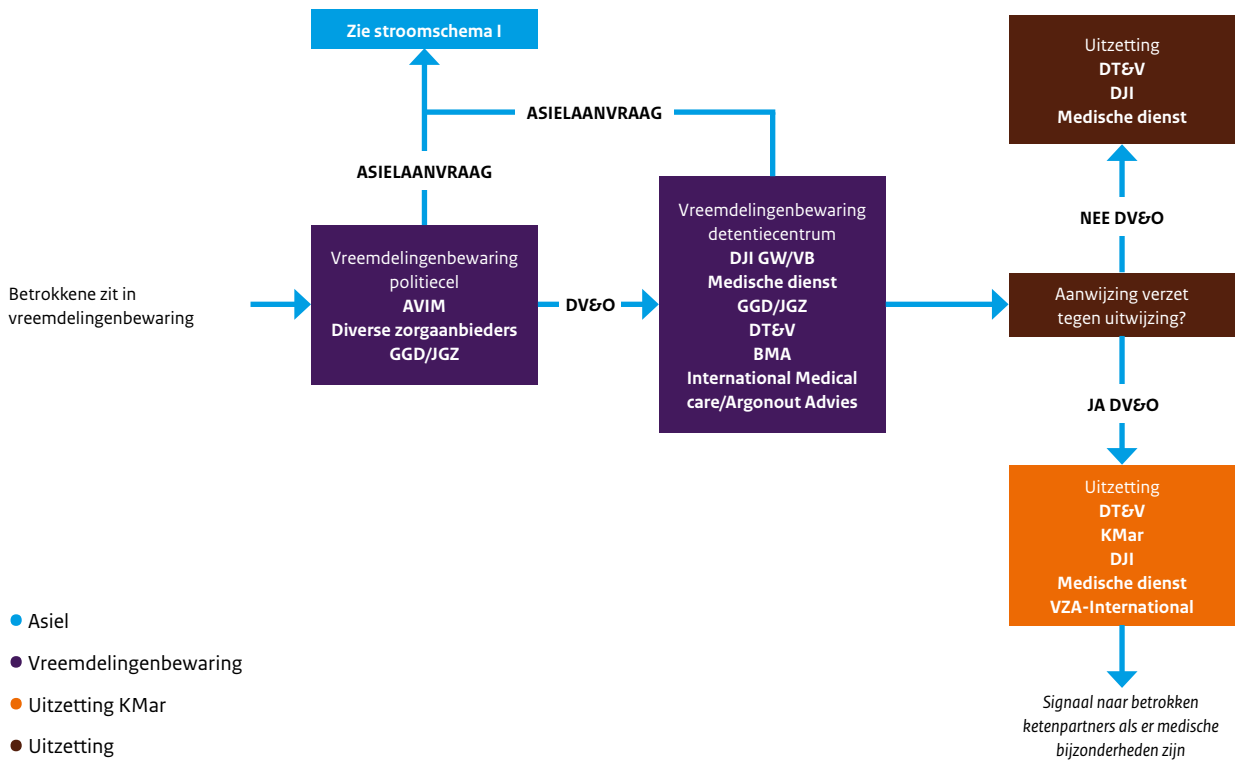 Zie stroomschema I
ASIELAANVRAAG
ASIELAANVRAAG
Betrokkene zit in
vreemdelingenbewaring
Vreemdelingenbewaring
politiecel
AVIM
Diverse zorgaanbieders
GGD/JGZ
DV&O
Vreemdelingenbewaring
detentiecentrum
DJI GW/VB
Medische dienst
GGD/JGZ
DT&V
BMA
International Medical
care/Argonout Advies
Uitzetting
DT&V
DJI
Medische dienst
NEE DV&O
Aanwijzing verzet
tegen uitwijzing?
JA DV&O
Uitzetting
DT&V
KMar
DJI
Medische dienst
VZA-International
Signaal naar betrokken
ketenpartners als er medische
bijzonderheden zijn
Asiel
Vreemdelingenbewaring
Uitzetting KMar
Uitzetting